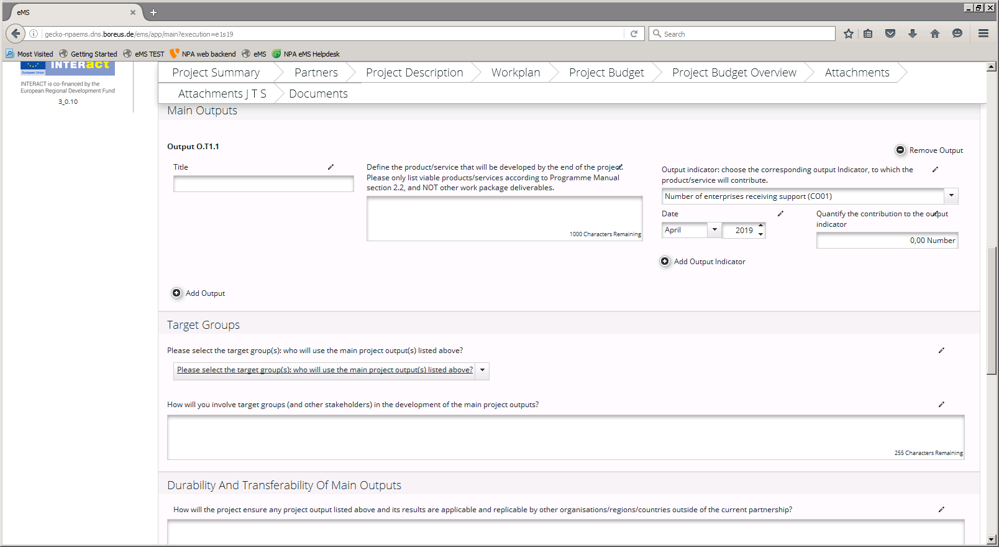 eMS
gecko-npaems.dns.boreus.de/ems/app/main?execution=e1s19
Search
Most Visited
Getting Started
eMS TEST
NPA web backend
eMS
NPA eMS Helpdesk
INTERact
European Union
INTERACT is co-financed by the
European Regional Development Fund
3_0.10
Project Summary
Partners
Project Description
Workplan
Project Budget
Project Budget Overview
Attachments
Attachments J T S
Documents
Main Outputs
Output O.T1.1
Remove Output
Title
Define the product/service that will be developed by the end of the project.
Please only list viable products/services according to Programme Manual
section 2.2, and NOT other work package deliverables.
1000 Characters Remaining
Output indicator: choose the corresponding output Indicator, to which the
product/service will contribute.
Number of enterprises receiving support (CO01)
Date
April
2019
Quantify the contribution to the output
indicator
0,00 Number
Add Output Indicator
Add Output
Target Groups
Please select the target group(s): who will use the main project output(s) listed above?
Please select the target group(s): who will use the main project output(s) listed above?
How will you involve target groups (and other stakeholders) in the development of the main project outputs?
255 Characters Remaining
Durability And Transferability Of Main Outputs
How will the project ensure any project output listed above and its results are applicable and replicable by other organisations/regions/countries outside of the current partnership?